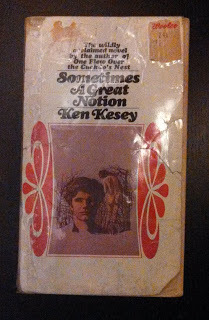 The wildly
acclaimed novel
by the author of
One Flew Over
the Cuckoo's Nest
Sometimes
A Great
Notion
Ken Kesey